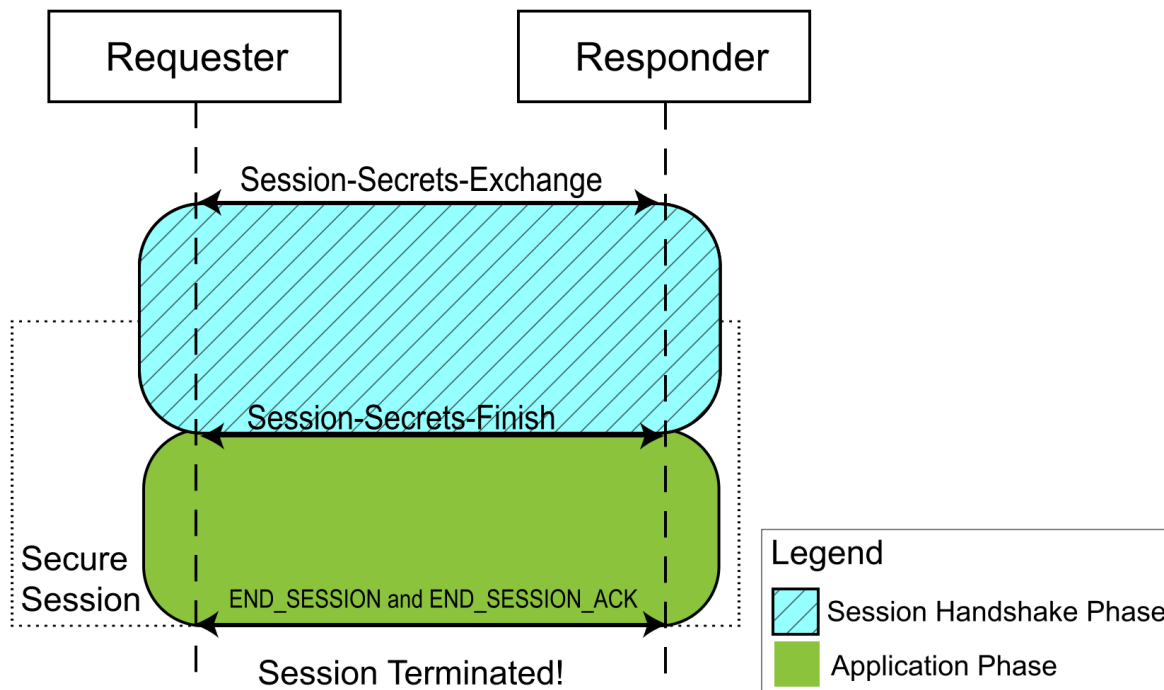 Requester
Responder
Session-Secrets-Exchange
Session-Secrets-Finish
Secure
Session
END_SESSION and END_SESSION_ACK
Session Terminated!
Legend
Session Handshake Phase
Application Phase